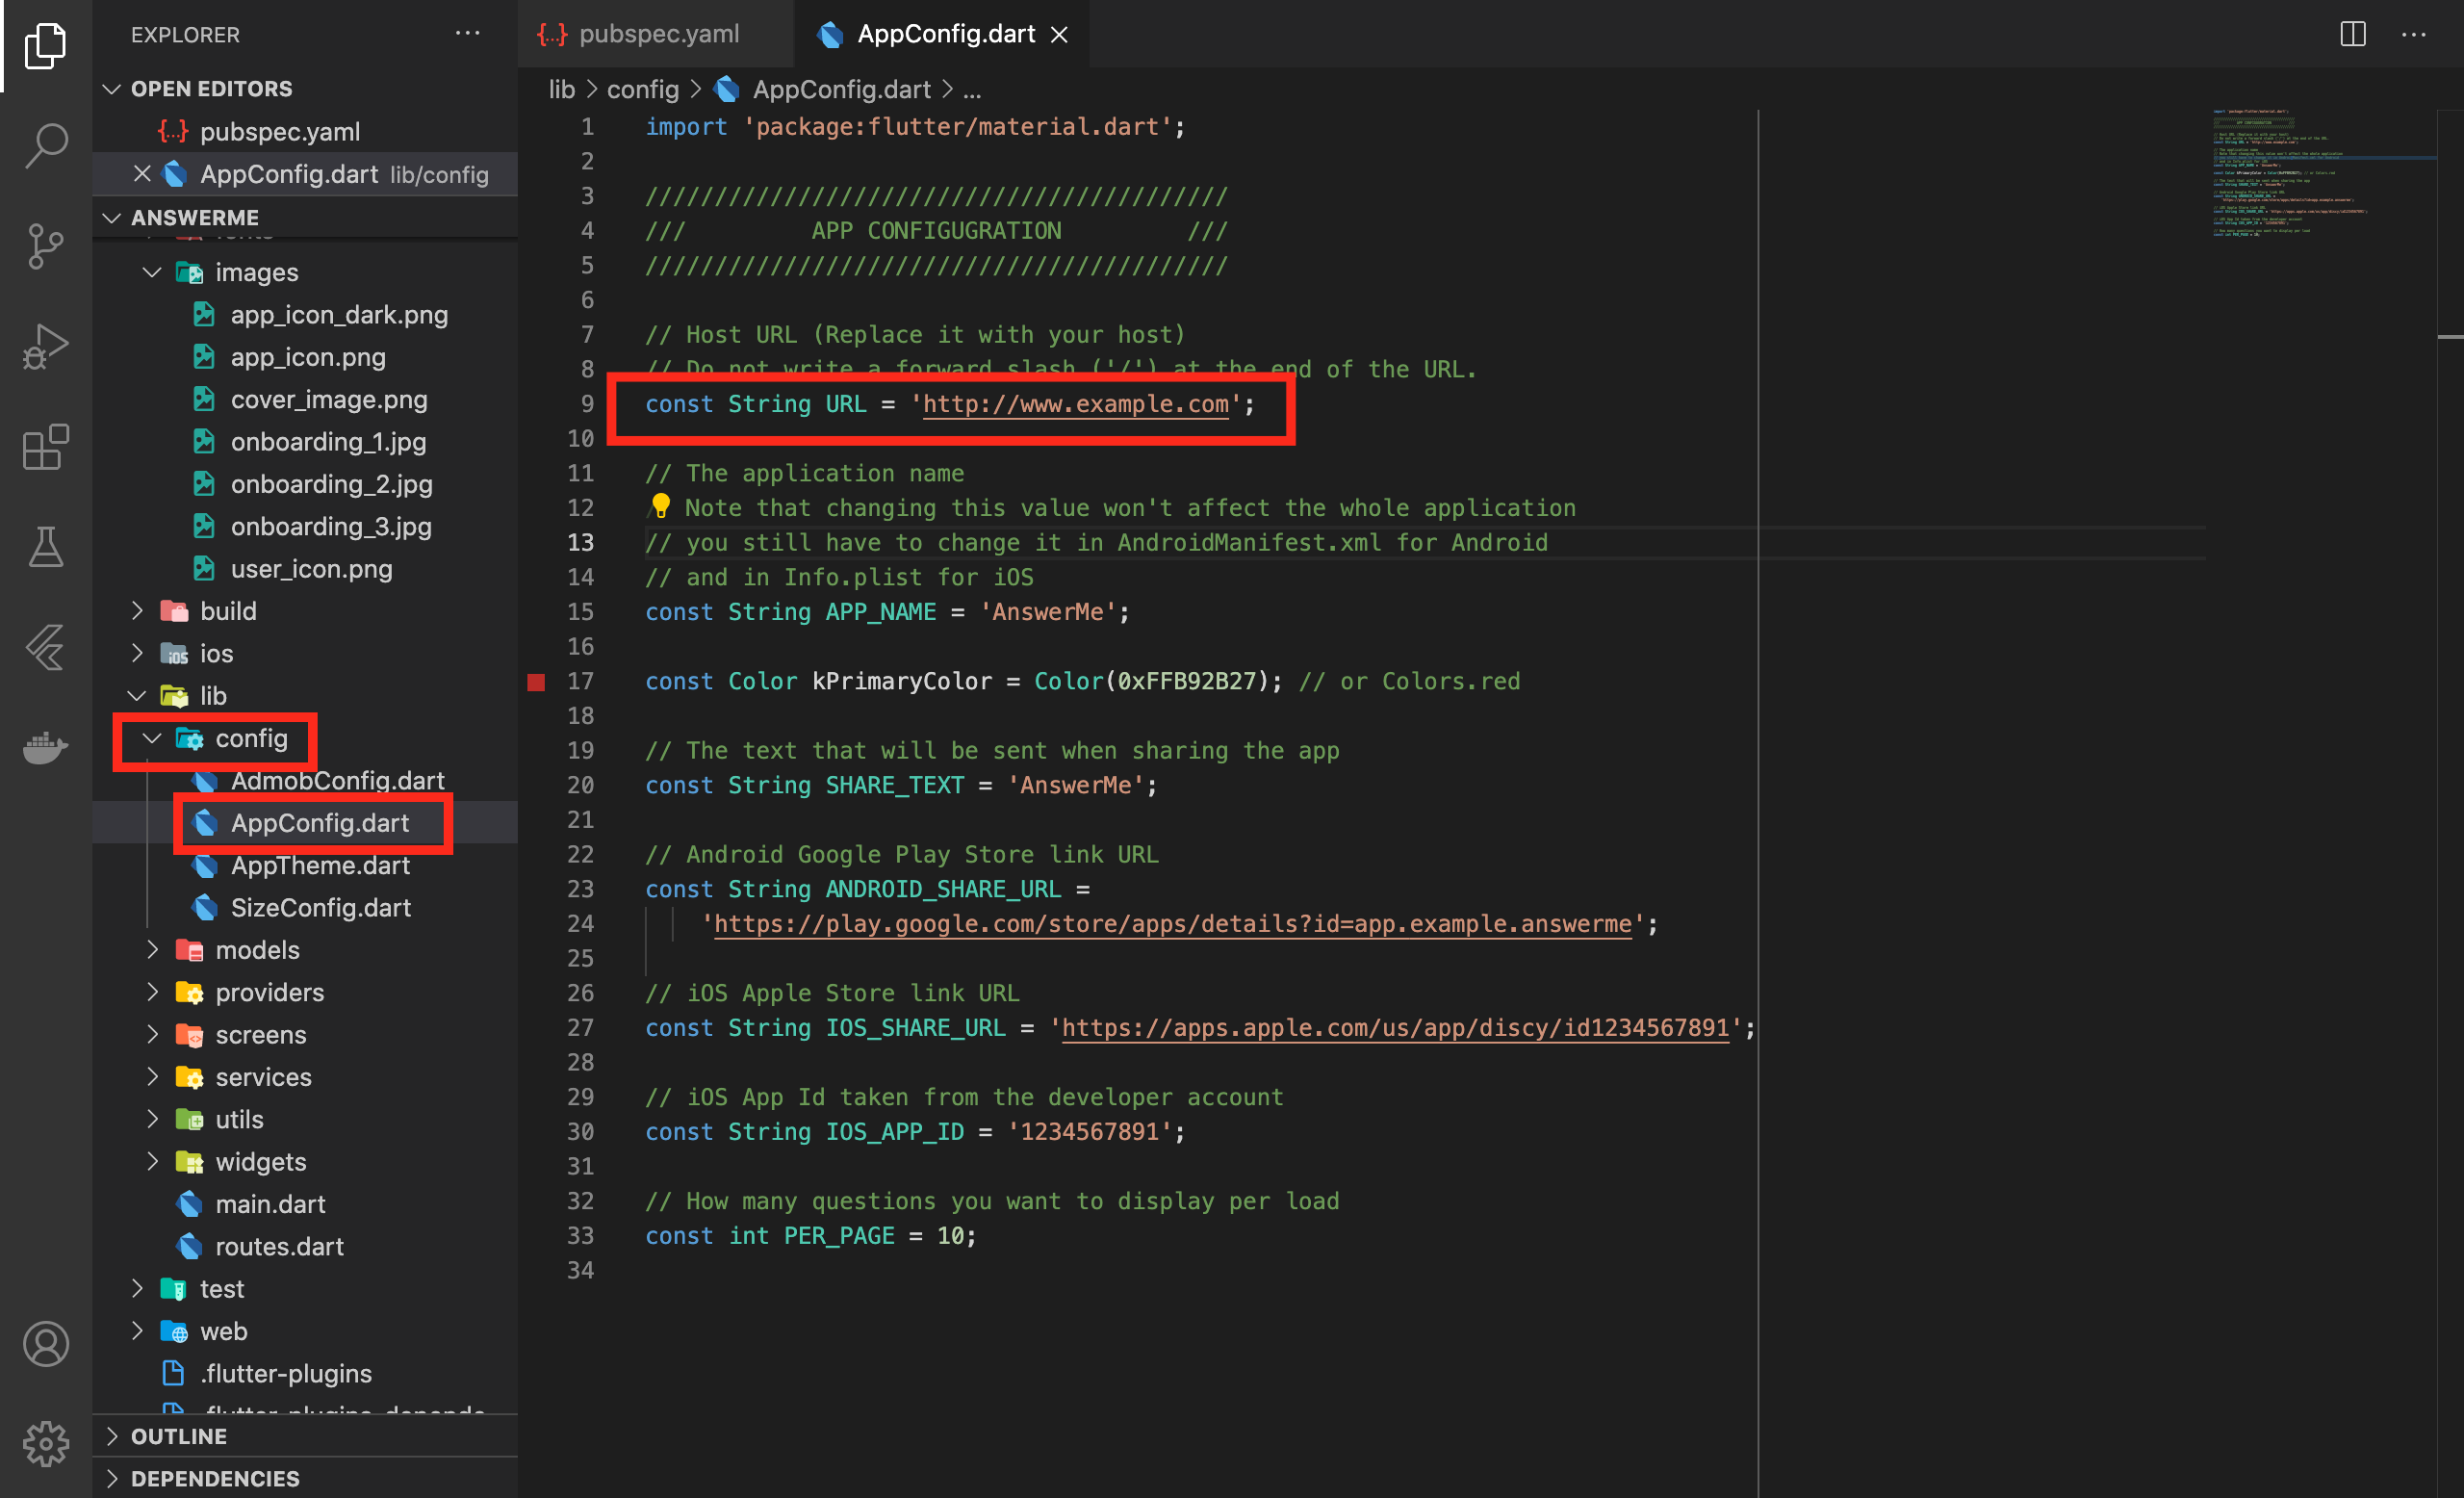 EXPLORER
OPEN EDITORS
pubspec.yaml
AppConfig.dart lib/config
ANSWERME
fonts
images
app_icon_dark.png
app_icon.png
cover_image.png
onboarding_1.jpg
onboarding_2.jpg
onboarding_3.jpg
user_icon.png
build
ios
lib
config
AdmobConfig.dart
AppConfig.dart
AppTheme.dart
SizeConfig.dart
models
providers
screens
services
utils
widgets
main.dart
routes.dart
test
web
.flutter-plugins
OUTLINE
DEPENDENCIES
pubspec.yaml
AppConfig.dart
lib > config > AppConfig.dart > ...
1 import 'package:flutter/material.dart';
2
3 //////////////////////////////////////////
4 ///         APP CONFIGUGRATION         ///
5 //////////////////////////////////////////
6
7 // Host URL (Replace it with your host)
8 // Do not write a forward slash ('/') at the end of the URL.
9 const String URL = 'http://www.example.com';
10
11 // The application name
12 Note that changing this value won't affect the whole application
13 // you still have to change it in AndroidManifest.xml for Android
14 // and in Info.plist for iOS
15 const String APP_NAME = 'AnswerMe';
16
17 const Color kPrimaryColor = Color(0xFFB92B27); // or Colors.red
18
19 // The text that will be sent when sharing the app
20 const String SHARE_TEXT = 'AnswerMe';
21
22 // Android Google Play Store link URL
23 const String ANDROID_SHARE_URL =
24 'https://play.google.com/store/apps/details?id=app.example.answerme';
25
26 // iOS Apple Store link URL
27 const String IOS_SHARE_URL = 'https://apps.apple.com/us/app/discy/id1234567891';
28
29 // iOS App Id taken from the developer account
30 const String IOS_APP_ID = '1234567891';
31
32 // How many questions you want to display per load
33 const int PER_PAGE = 10;
34